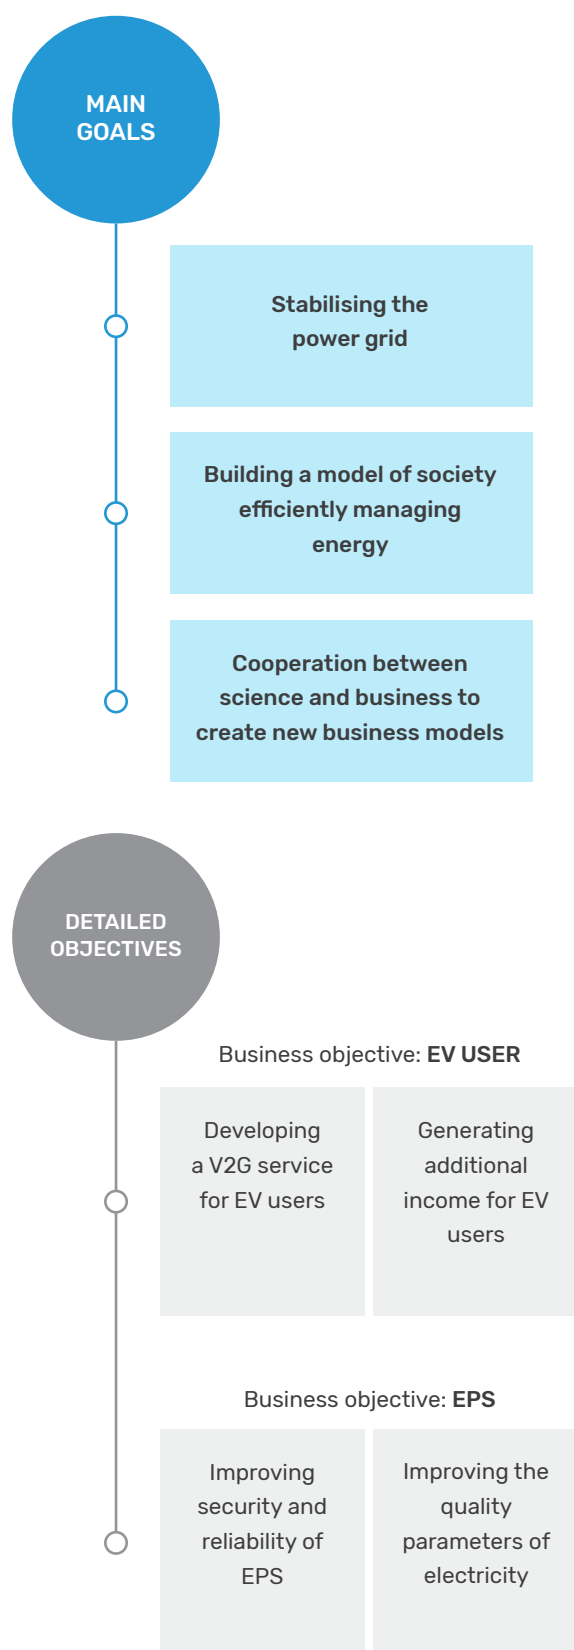 MAIN
GOALS
Stabilising the
power grid
Building a model of society
efficiently managing
energy
Cooperation between
science and business to
create new business models
DETAILED
OBJECTIVES
Business objective: EV USER
Developing
a V2G service
for EV users
Generating
additional
income for EV
users
Business objective: EPS
Improving
security and
reliability of
EPS
Improving the
quality
parameters of
electricity